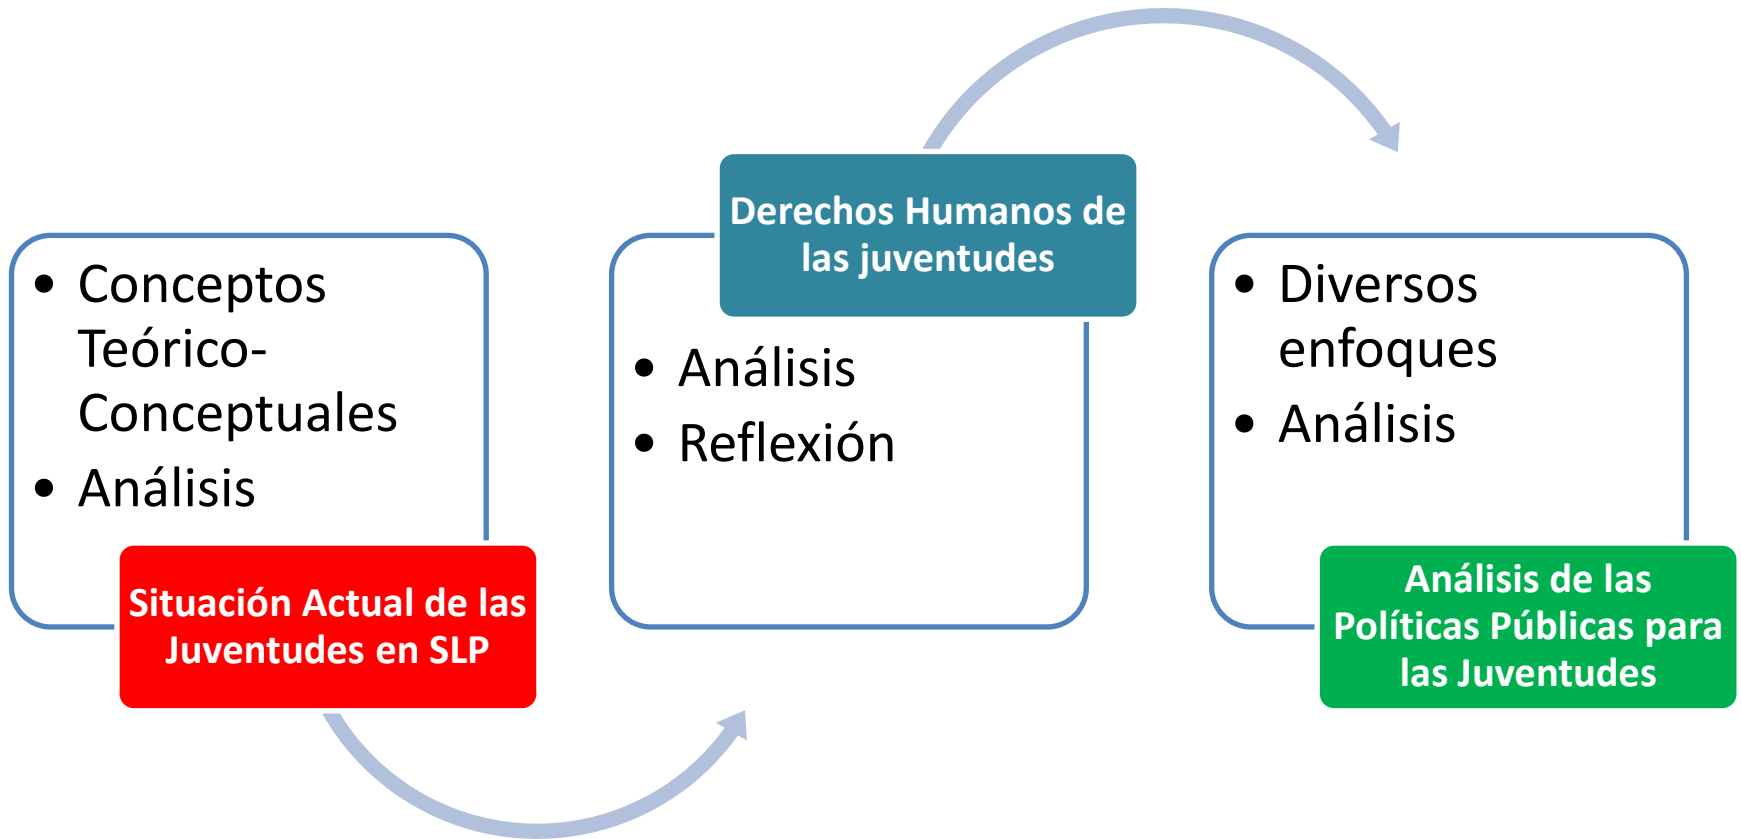 • Conceptos
Teórico-
Conceptuales
• Análisis
Situación Actual de las
Juventudes en SLP
Derechos Humanos de
las juventudes
• Análisis
• Reflexión
• Diversos
enfoques
• Análisis
Análisis de las
Políticas Públicas para
las Juventudes